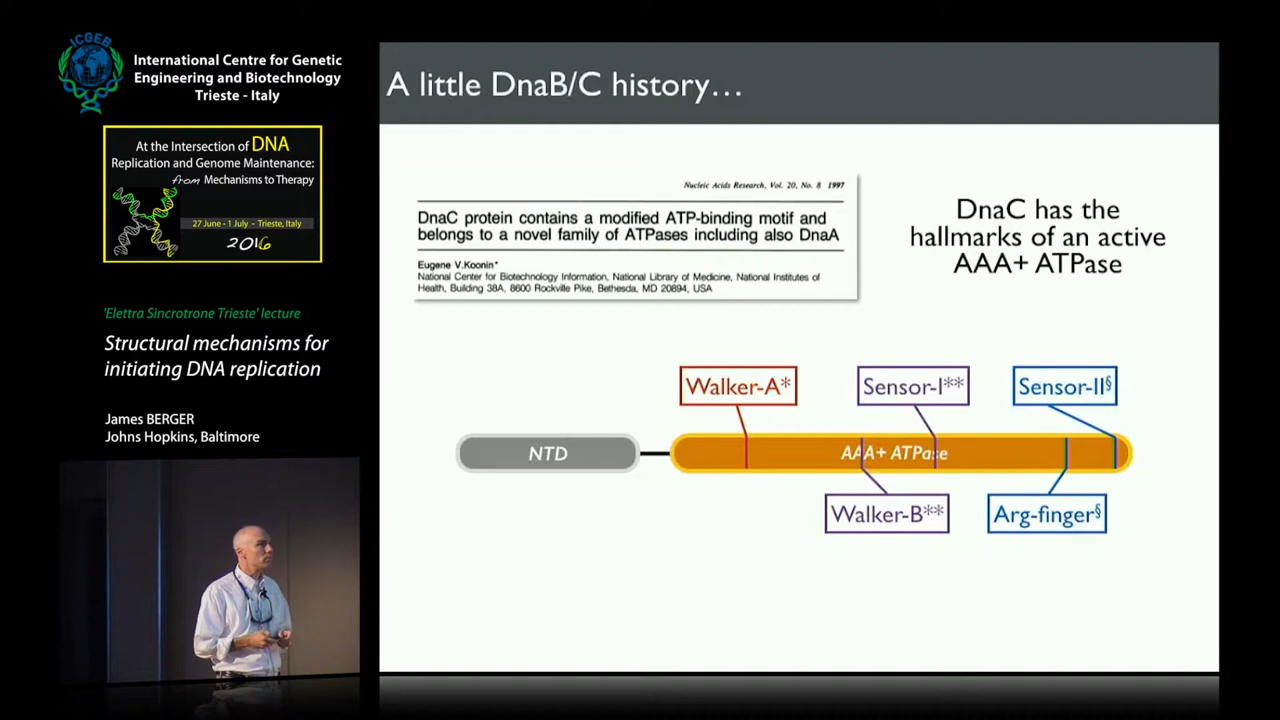 ICGEB
International Centre for Genetic
Engineering and Biotechnology
Trieste - Italy
At the Intersection of DNA
Replication and Genome Maintenance:
from Mechanisms to Therapy
27 June - 1 July - Trieste, Italy
2016
'Elettra Sincrotrone Trieste' lecture
Structural mechanisms for
initiating DNA replication
James BERGER
Johns Hopkins, Baltimore
A little DnaB/C history…
Nucleic Acids Research, Vol. 20, No. 8 1997
DnaC protein contains a modified ATP-binding motif and
belongs to a novel family of ATPases including also DnaA
Eugene V.Koonin*
National Center for Biotechnology Information, National Library of Medicine, National Institutes of
Health, Building 38A, 8600 Rockville Pike, Bethesda, MD 20894, USA
DnaC has the
hallmarks of an active
AAA+ ATPase
Walker-A*
Sensor-I**
Sensor-II§
NTD
AAA+ ATPase
Walker-B**
Arg-finger§